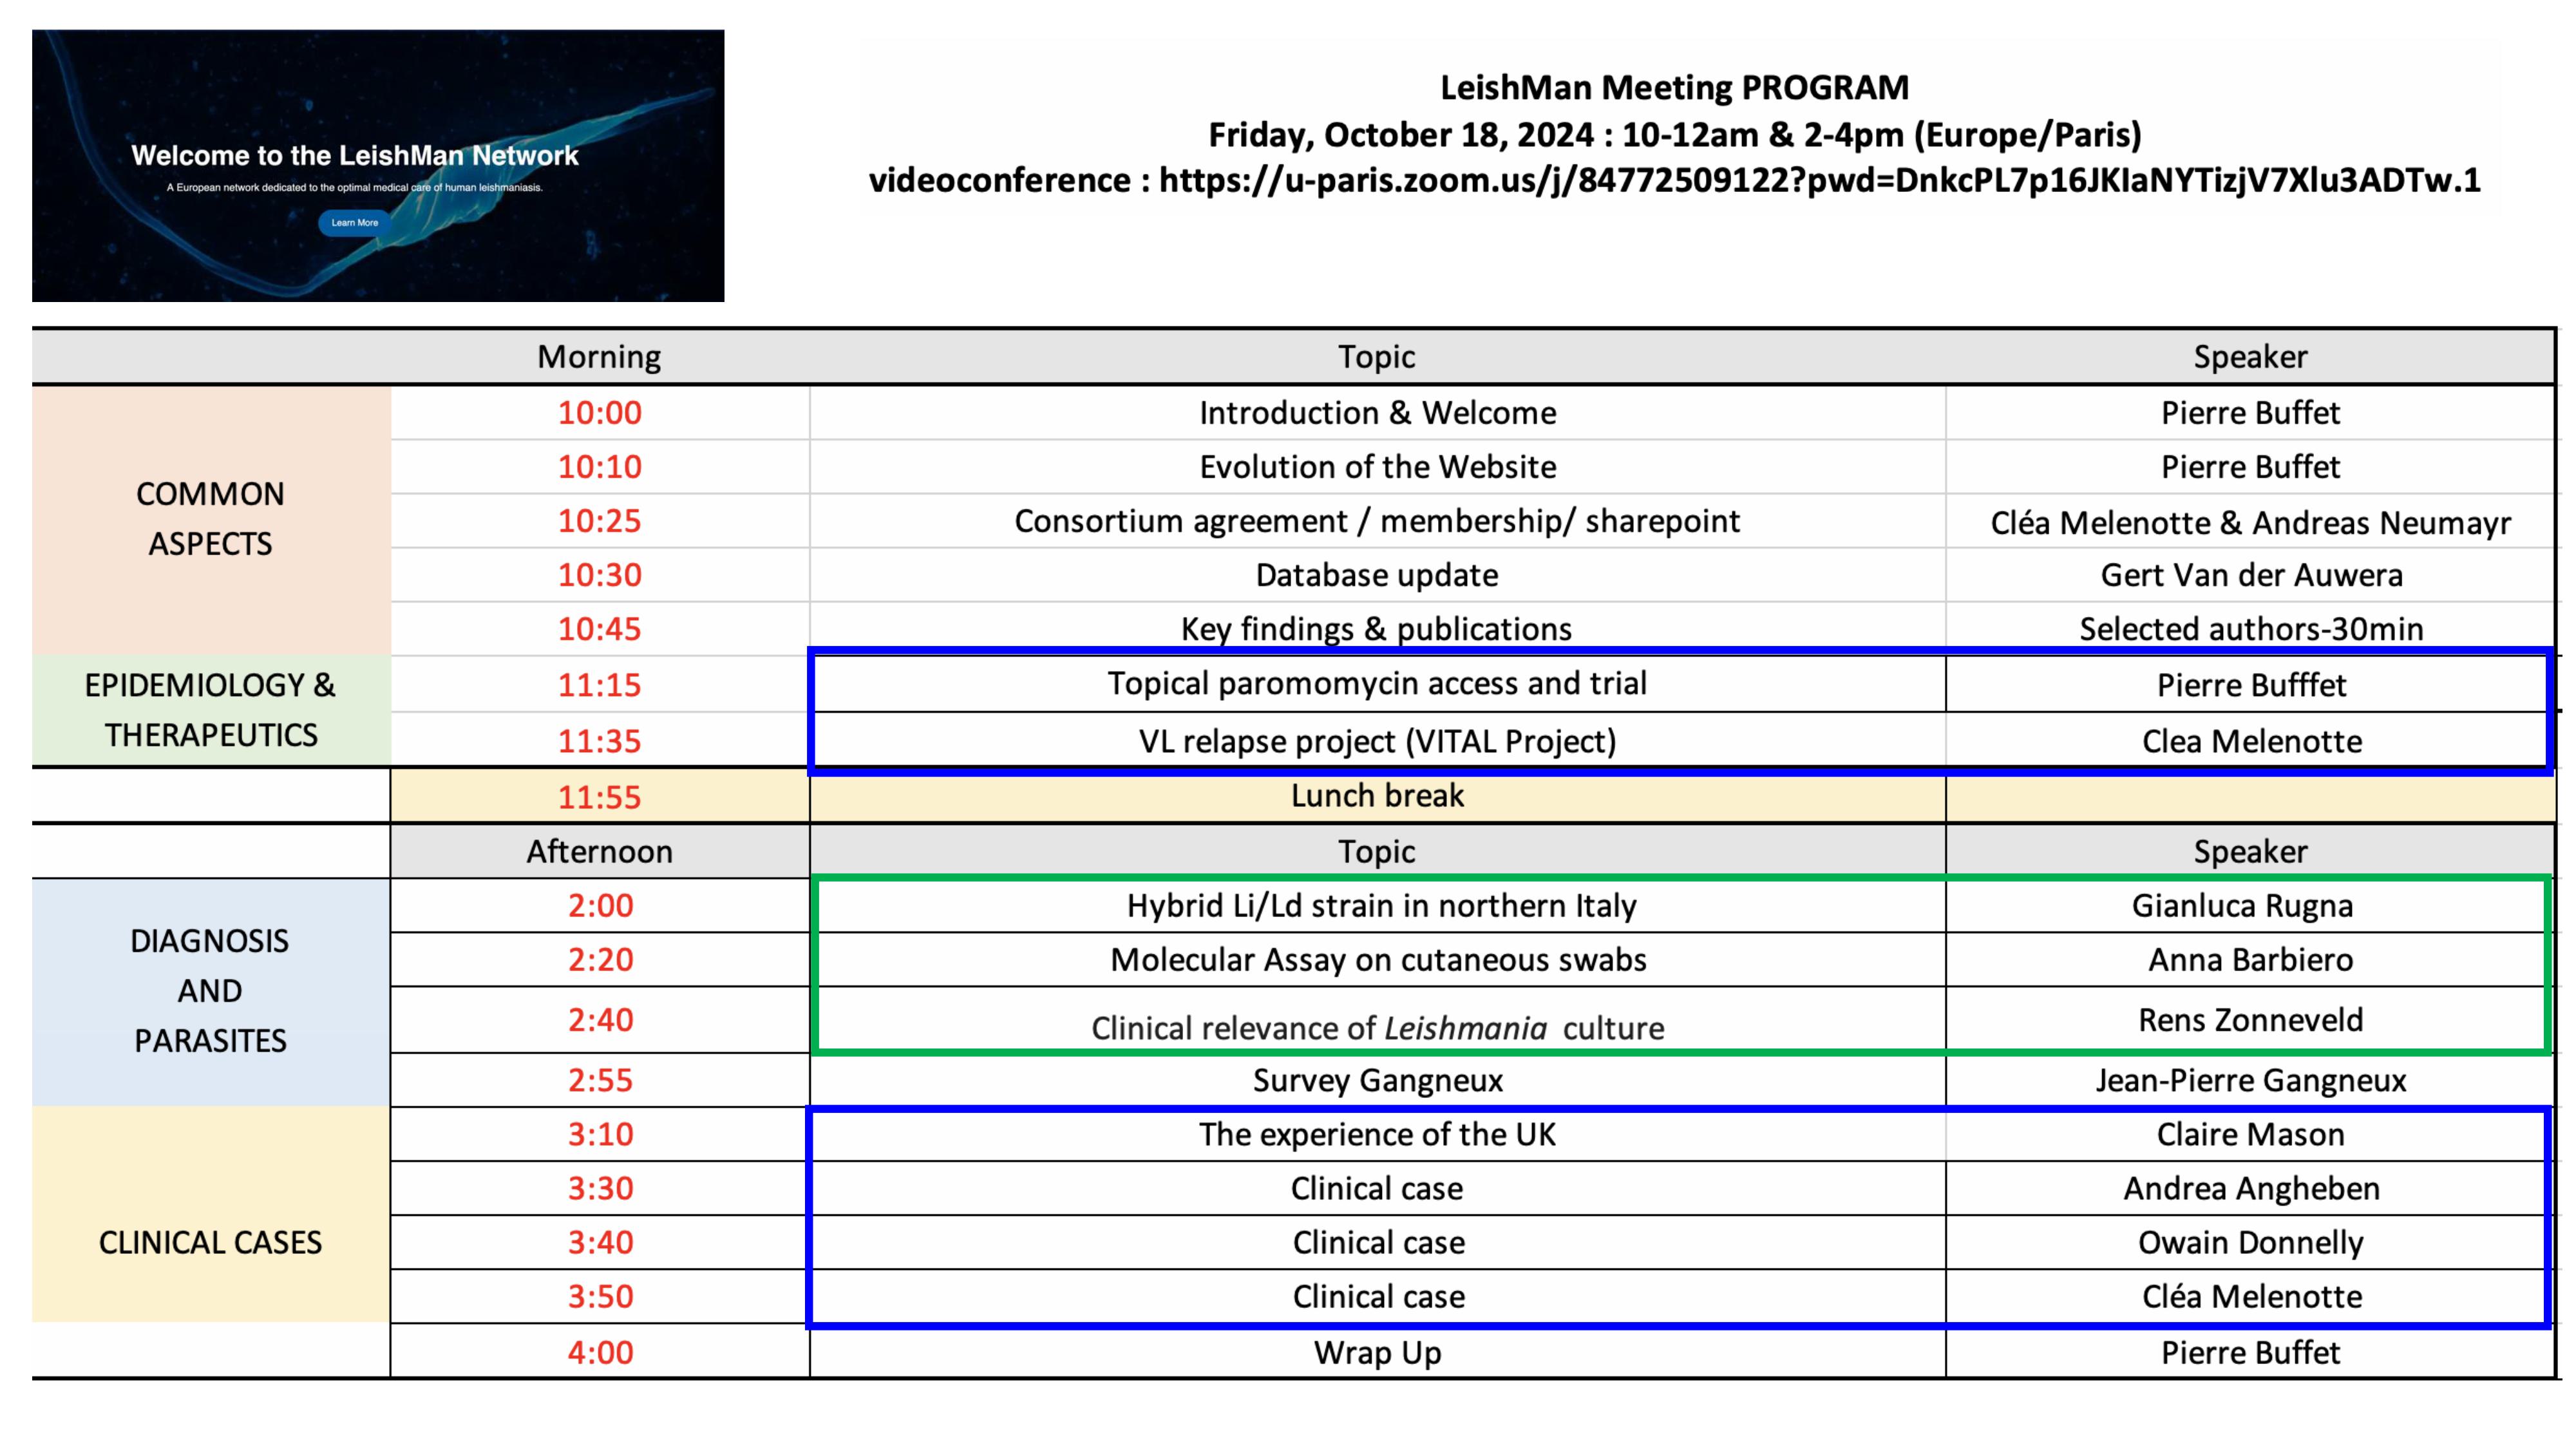 Welcome to the LeishMan Network
A European network dedicated to the optimal medical care of human leishmaniasis.
Learn More
LeishMan Meeting PROGRAM
Friday, October 18, 2024 : 10-12am & 2-4pm (Europe/Paris)
videoconference : https://u-paris.zoom.us/j/84772509122?pwd=DnkcPL7p16JKIaNYTizjV7Xlu3ADTw.1
Morning Topic Speaker
COMMON
ASPECTS
10:00 Introduction & Welcome Pierre Buffet
10:10 Evolution of the Website Pierre Buffet
10:25 Consortium agreement / membership/ sharepoint Cléa Melenotte & Andreas Neumayr
10:30 Database update Gert Van der Auwera
10:45 Key findings & publications Selected authors-30min
EPIDEMIOLOGY &
THERAPEUTICS
11:15 Topical paromomycin access and trial Pierre Bufffet
11:35 VL relapse project (VITAL Project) Clea Melenotte
11:55 Lunch break
Afternoon Topic Speaker
DIAGNOSIS
AND
PARASITES
2:00 Hybrid Li/Ld strain in northern Italy Gianluca Rugna
2:20 Molecular Assay on cutaneous swabs Anna Barbiero
2:40 Clinical relevance of Leishmania culture Rens Zonneveld
2:55 Survey Gangneux Jean-Pierre Gangneux
CLINICAL CASES
3:10 The experience of the UK Claire Mason
3:30 Clinical case Andrea Angheben
3:40 Clinical case Owain Donnelly
3:50 Clinical case Cléa Melenotte
4:00 Wrap Up Pierre Buffet